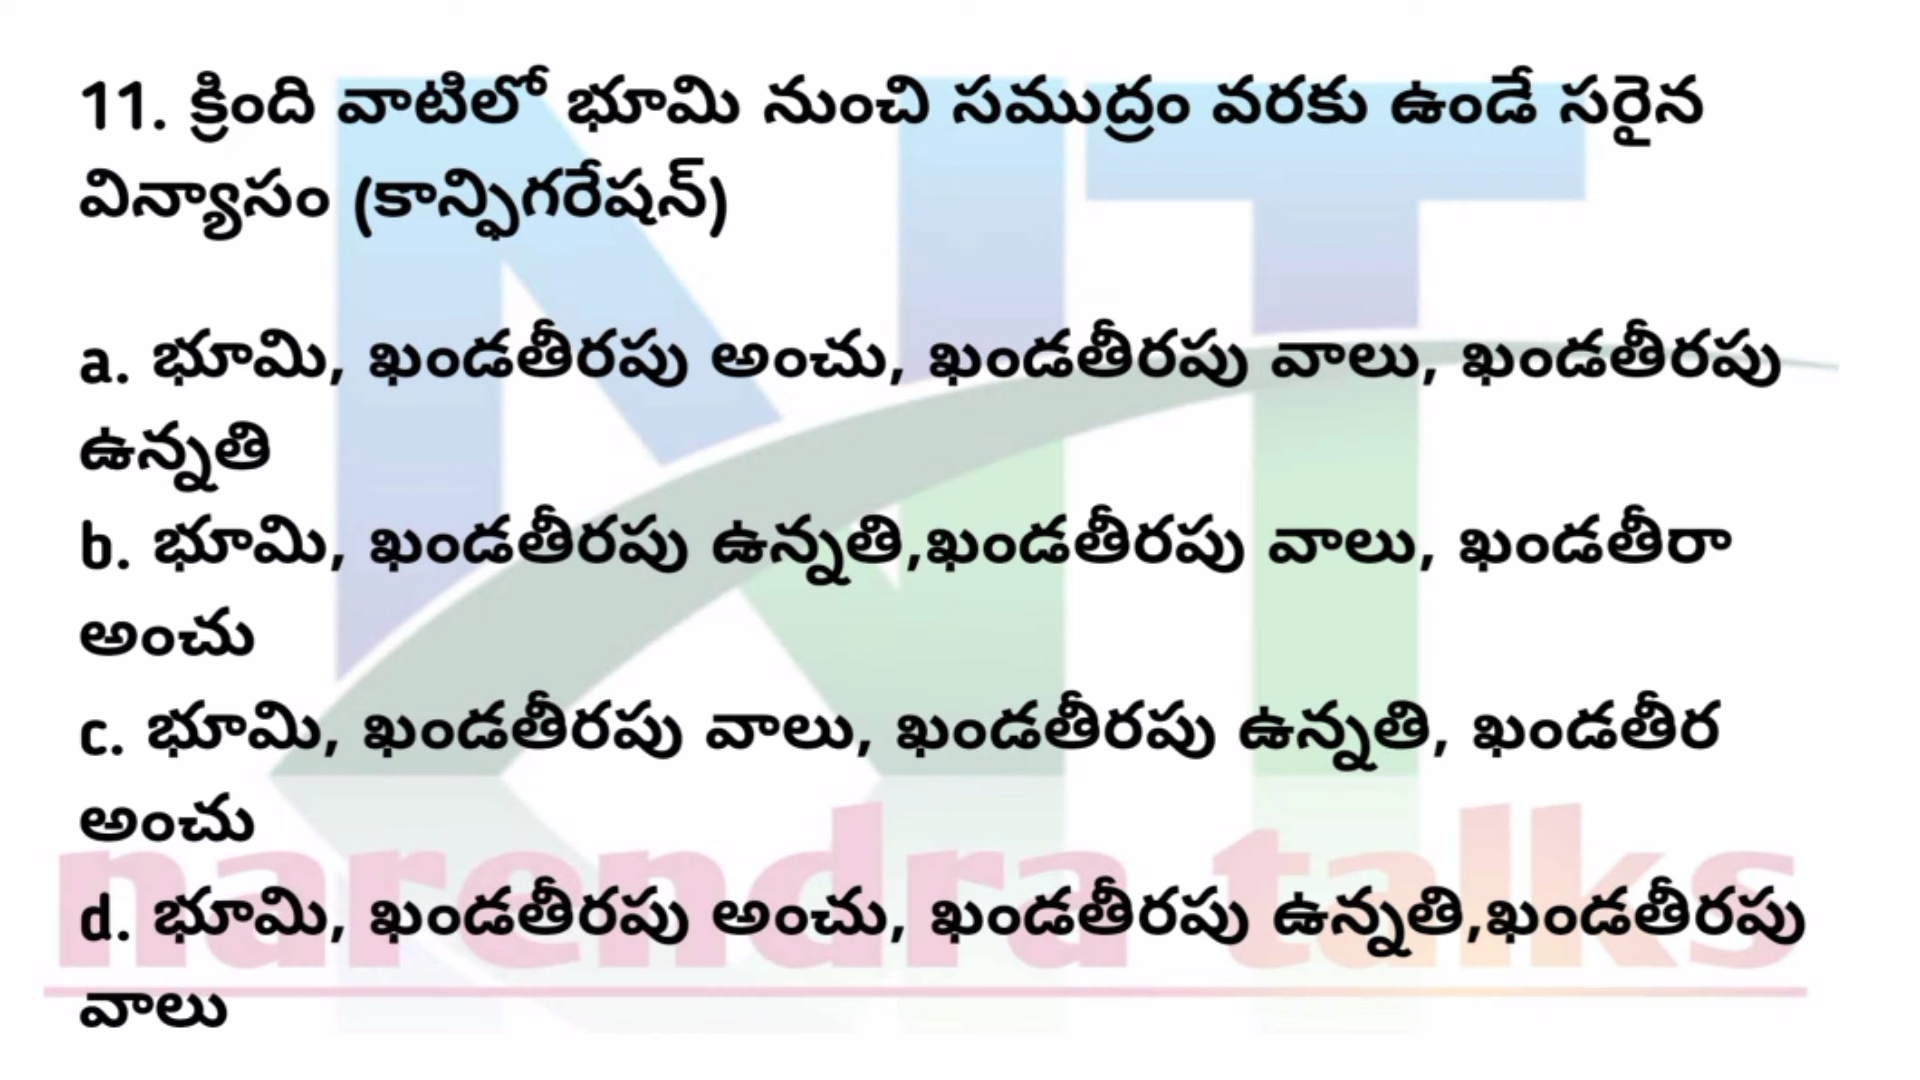 11. క్రింది వాటిలో భూమి నుంచి సముద్రం వరకు ఉండే సరైన
విన్యాసం (కాన్ఫిగరేషన్)
a. భూమి, ఖండతీరపు అంచు, ఖండతీరపు వాలు, ఖండతీరపు
ఉన్నతి
b. భూమి, ఖండతీరపు ఉన్నతి,ఖండతీరపు వాలు, ఖండతీరా
అంచు
c. భూమి, ఖండతీరపు వాలు, ఖండతీరపు ఉన్నతి, ఖండతీర
అంచు
d. భూమి, ఖండతీరపు అంచు, ఖండతీరపు ఉన్నతి,ఖండతీరపు
వాలు
NT
narendra talks